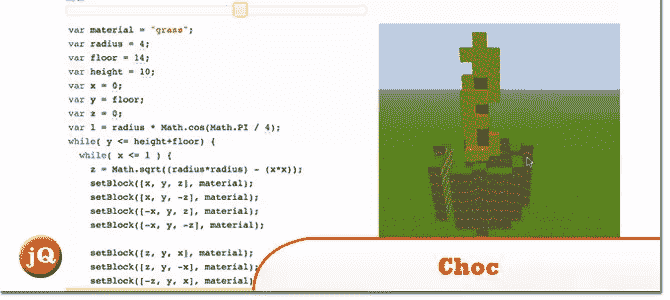 var material = "grass";
var radius = 4;
var floor = 14;
var height = 10;
var x = 0;
var y = floor;
var z = 0;
var l = radius * Math.cos(Math.PI / 4);
while( y <= height+floor) {
while( x <= l ) {
z = Math.sqrt((radius*radius) - (x*x));
setBlock([x, y, z], material);
setBlock([x, y, -z], material);
setBlock([-x, y, z], material);
setBlock([-x, y, -z], material);
setBlock([z, y, x], material);
setBlock([z, y, -x], material);
setBlock([-z, y, x], material);
jQ
Choc